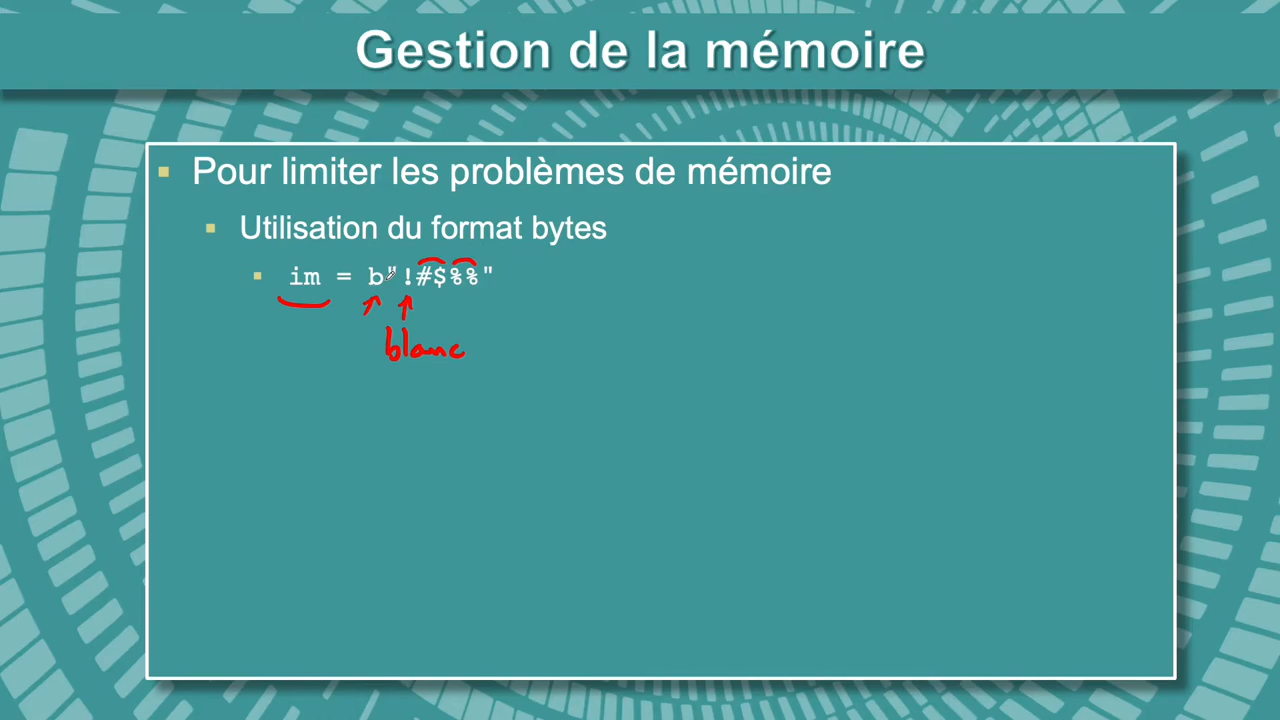 Gestion de la mémoire
Pour limiter les problèmes de mémoire
Utilisation du format bytes
im = b"!#$%%"
blanc